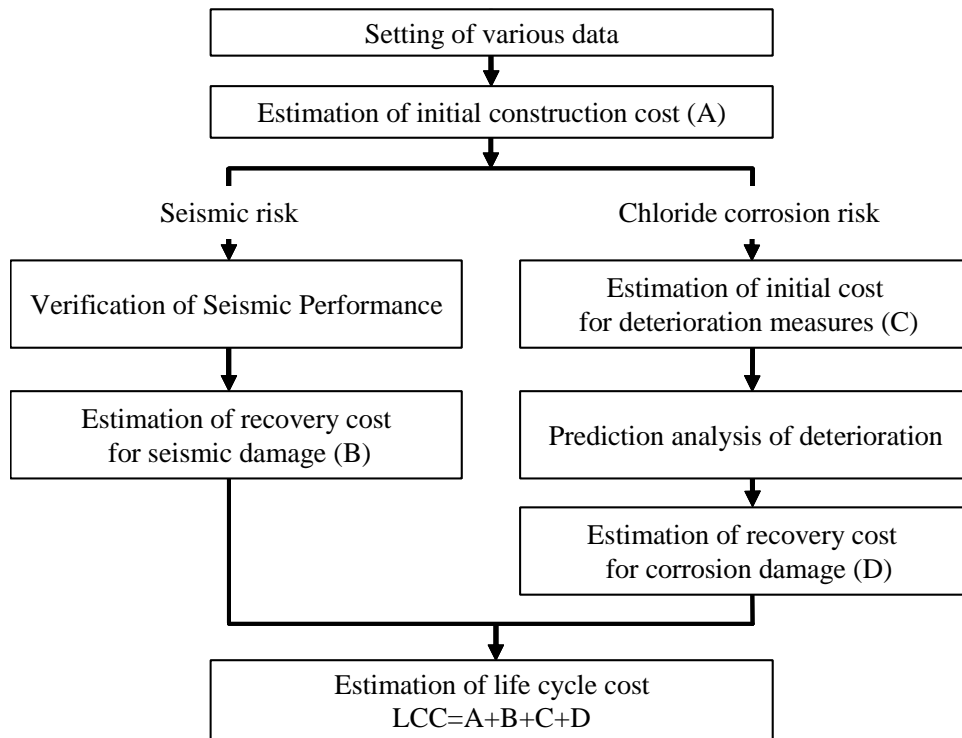 Setting of various data
Estimation of initial construction cost (A)
Seismic risk
Chloride corrosion risk
Verification of Seismic Performance
Estimation of initial cost
for deterioration measures (C)
Estimation of recovery cost
for seismic damage (B)
Prediction analysis of deterioration
Estimation of recovery cost
for corrosion damage (D)
Estimation of life cycle cost
LCC=A+B+C+D